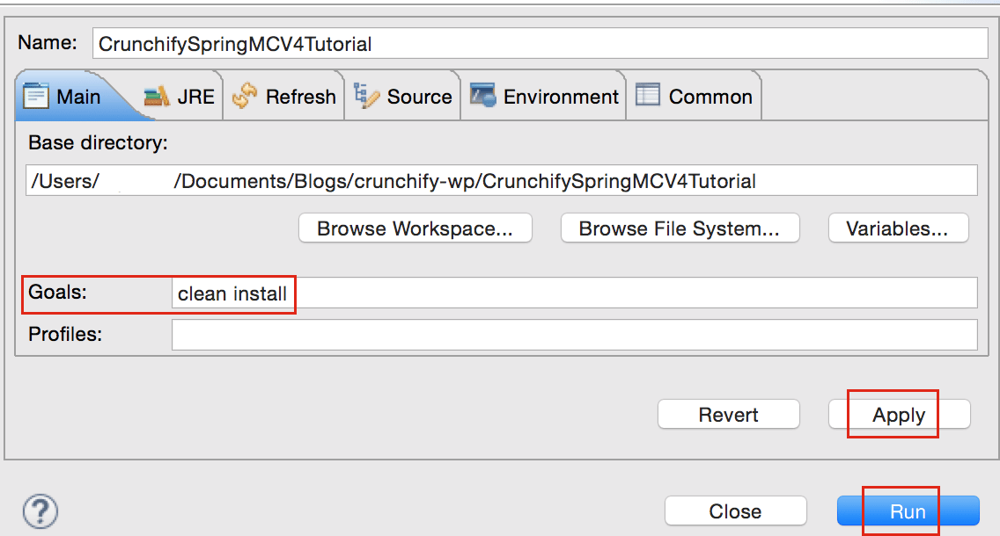 Name: CrunchifySpringMCV4Tutorial
Main JRE Refresh Source Environment Common
Base directory:
/Users/ /Documents/Blogs/crunchify-wp/CrunchifySpringMCV4Tutorial
Browse Workspace... Browse File System... Variables...
Goals: clean install
Profiles:
Revert Apply
? Close Run